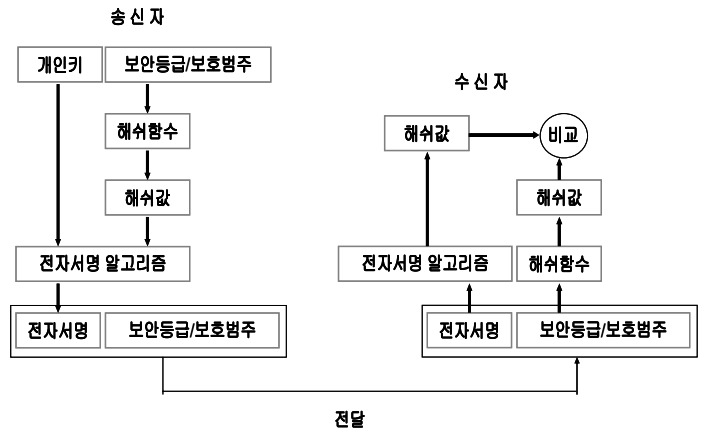 송신자
개인키
보안등급/보호범주
해쉬함수
해쉬값
전자서명 알고리즘
전자서명
보안등급/보호범주
수신자
해쉬값
비교
해쉬값
전자서명 알고리즘
해쉬함수
전자서명
보안등급/보호범주
전달